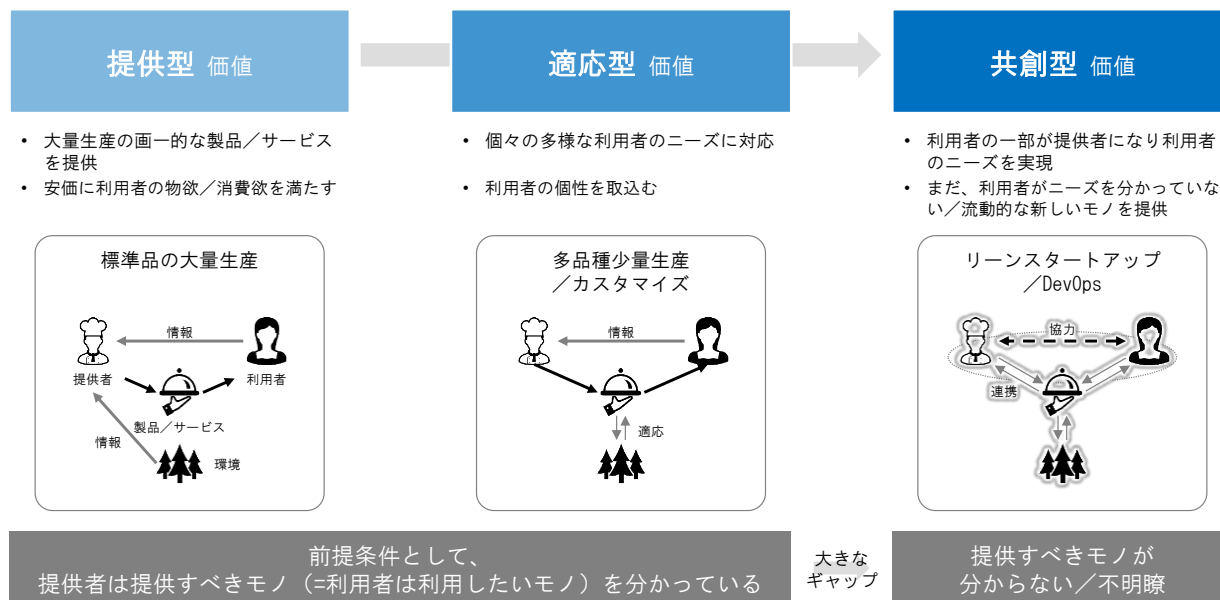 提供型 価値
適応型 価値
共創型 価値
• 大量生産の画一的な製品／サービス
を提供
• 安価に利用者の物欲／消費欲を満たす
• 個々の多様な利用者のニーズに対応
• 利用者の個性を取込む
• 利用者の一部が提供者になり利用者
のニーズを実現
• まだ、利用者がニーズを分かっていな
い／流動的な新しいモノを提供
標準品の大量生産
情報
提供者
利用者
製品／サービス
情報
環境
多品種少量生産
／カスタマイズ
情報
適応
リーンスタートアップ
／DevOps
協力
連携
前提条件として、
提供者は提供すべきモノ（=利用者は利用したいモノ）を分かっている
大きな
ギャップ
提供すべきモノが
分からない／不明瞭